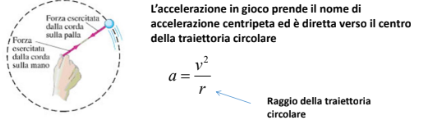 Forza esercitata
dalla corda
sulla palla
Forza
esercitata
dalla corda
sulla mano
L'accelerazione in gioco prende il nome di
accelerazione centripeta ed è diretta verso il centro
della traiettoria circolare
a = v² / r
Raggio della traiettoria
circolare